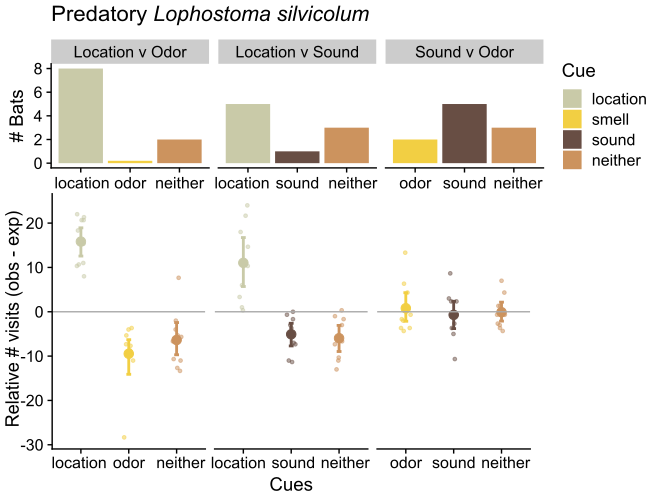 Predatory Lophostoma silvicolum
Location v Odor
Location v Sound
Sound v Odor
# Bats
8
6
4
2
0
location odor neither
location sound neither
odor sound neither
Cue
location
smell
sound
neither
Relative # visits (obs - exp)
20
10
0
-10
-20
-30
location odor neither
location sound neither
odor sound neither
Cues